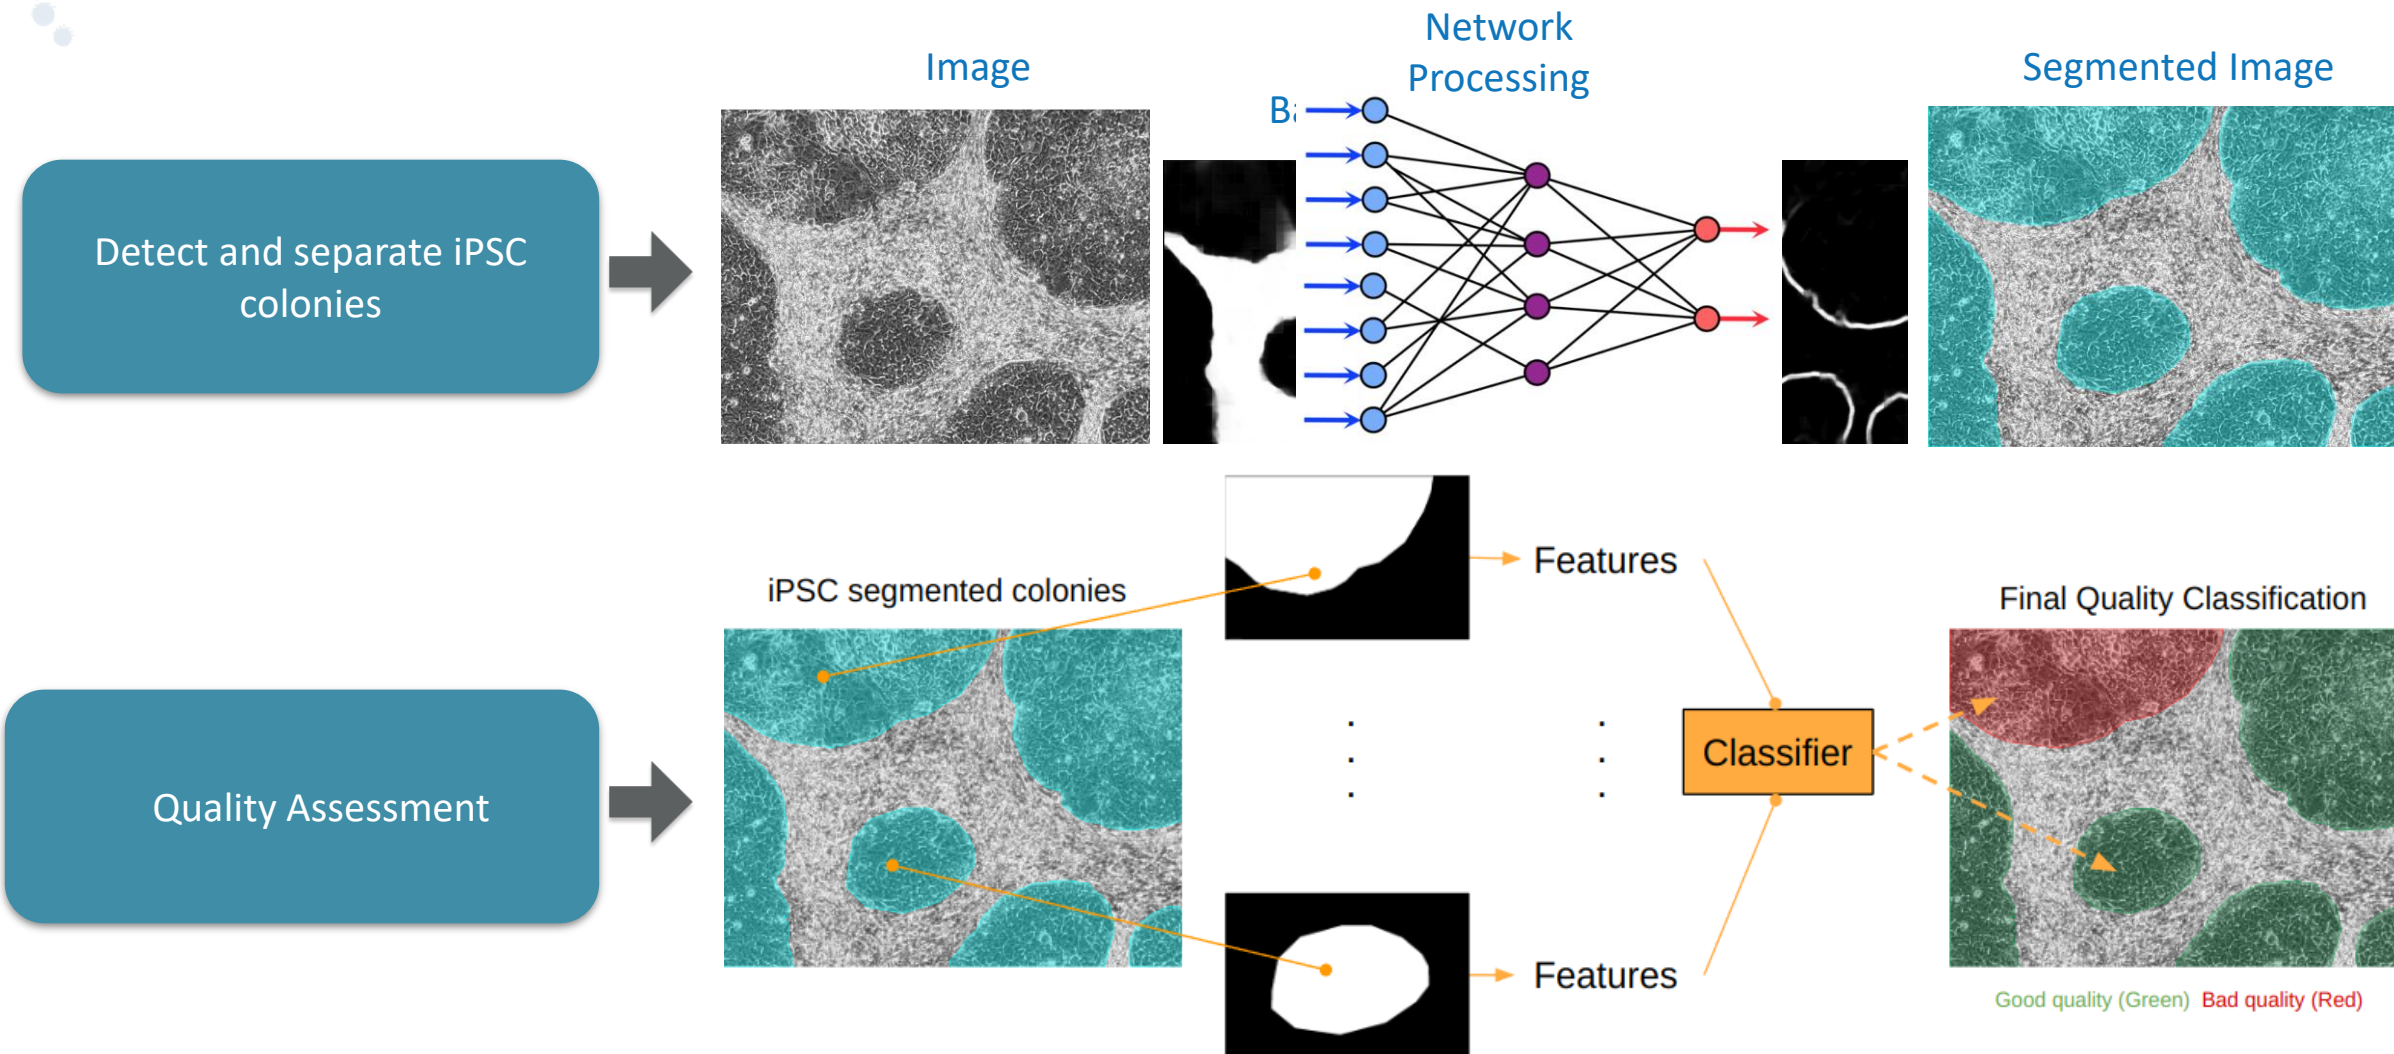 Network
Processing
Image
Segmented Image
Detect and separate iPSC
colonies
Features
iPSC segmented colonies
Final Quality Classification
Classifier
Quality Assessment
Features
Good quality (Green) Bad quality (Red)